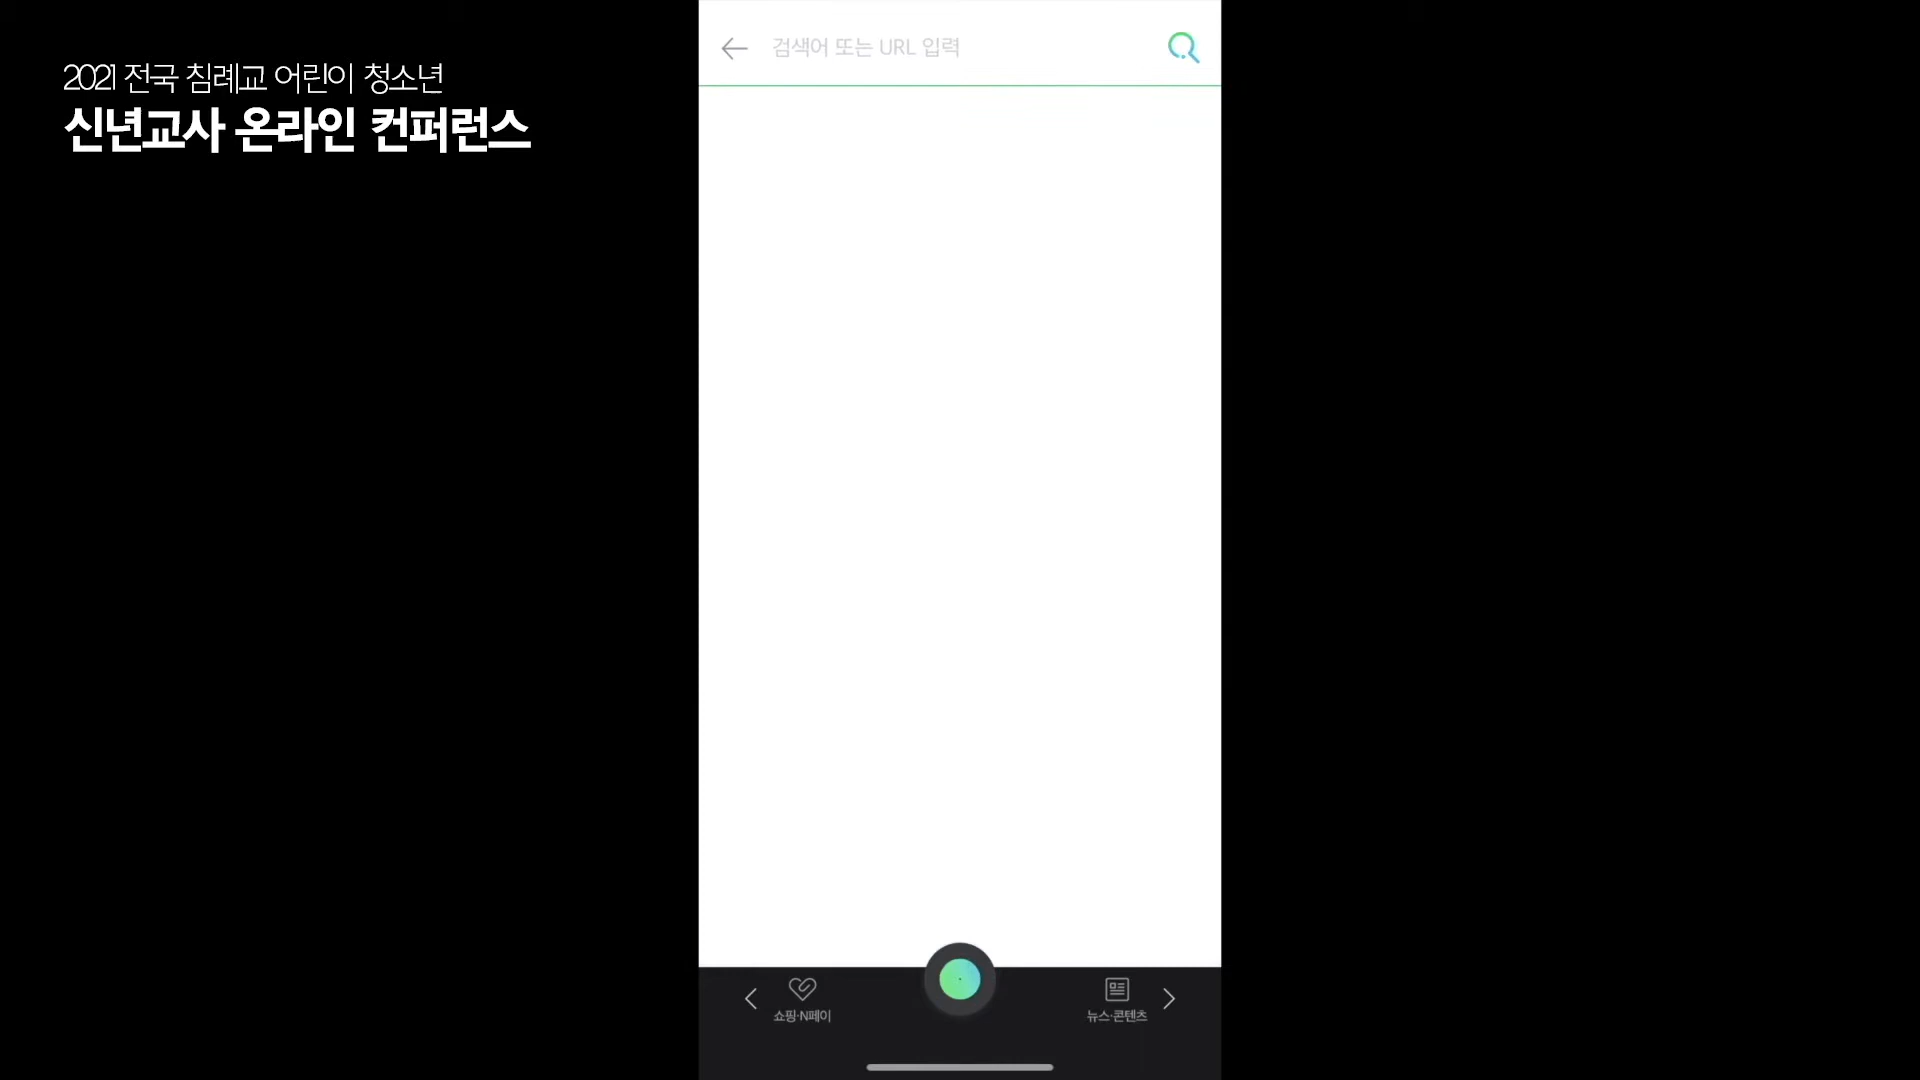 2021 전국 침례교 어린이 청소년
신년교사 온라인 컨퍼런스
검색어 또는 URL 입력
쇼핑·N페이
뉴스·콘텐츠